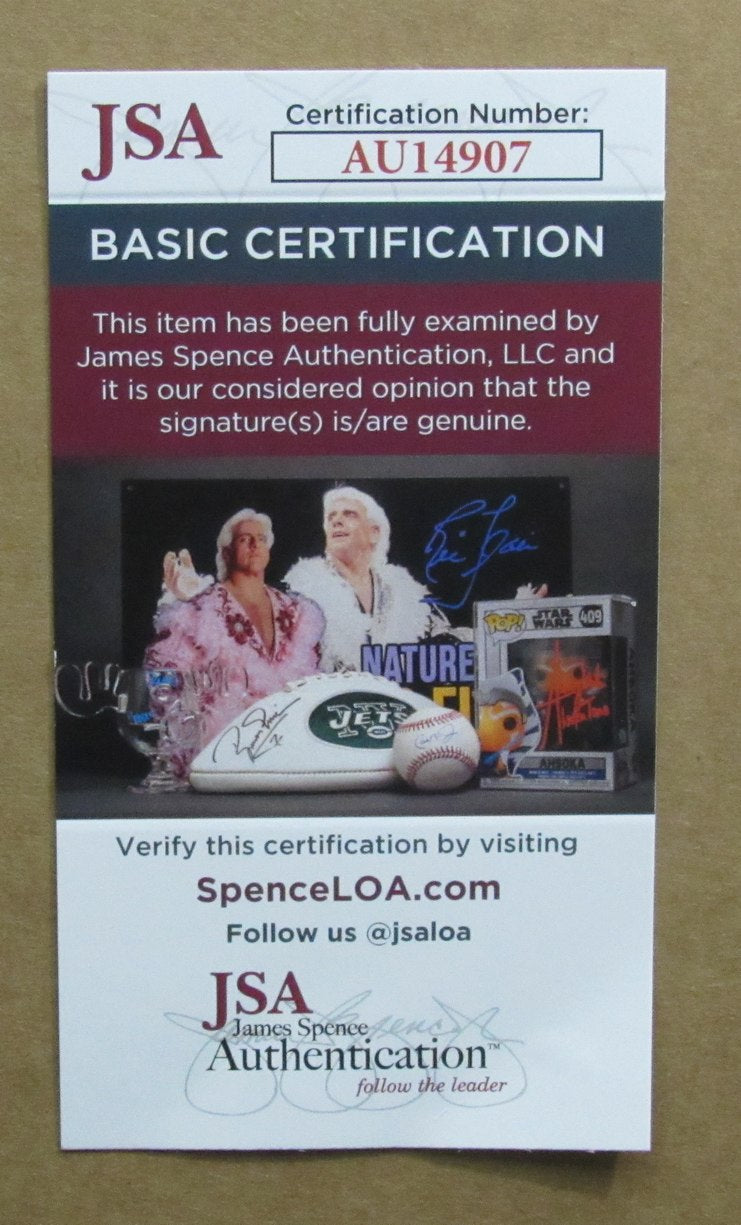 JSA
Certification Number:
AU14907
BASIC CERTIFICATION
This item has been fully examined by
James Spence Authentication, LLC and
it is our considered opinion that the
signature(s) is/are genuine.
NATURE
POP!
STAR
WARS
409
JETS
AHSOKA
Verify this certification by visiting
SpenceLOA.com
Follow us @jsaloa
JSA
James Spence
Authentication™
follow the leader